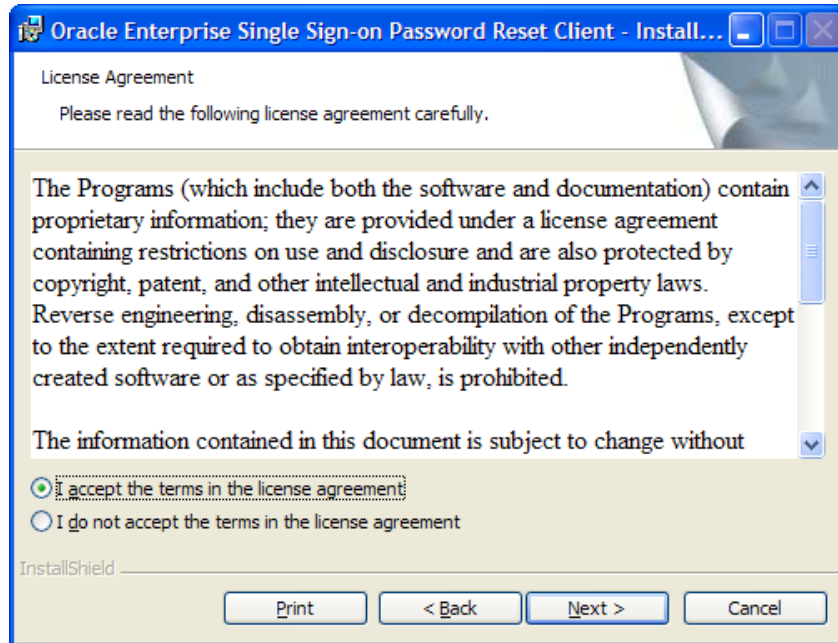 Oracle Enterprise Single Sign-on Password Reset Client - Install...
License Agreement
Please read the following license agreement carefully.
The Programs (which include both the software and documentation) contain
proprietary information; they are provided under a license agreement
containing restrictions on use and disclosure and are also protected by
copyright, patent, and other intellectual and industrial property laws.
Reverse engineering, disassembly, or decompilation of the Programs, except
to the extent required to obtain interoperability with other independently
created software or as specified by law, is prohibited.
The information contained in this document is subject to change without
I accept the terms in the license agreement
I do not accept the terms in the license agreement
InstallShield
Print < Back Next > Cancel